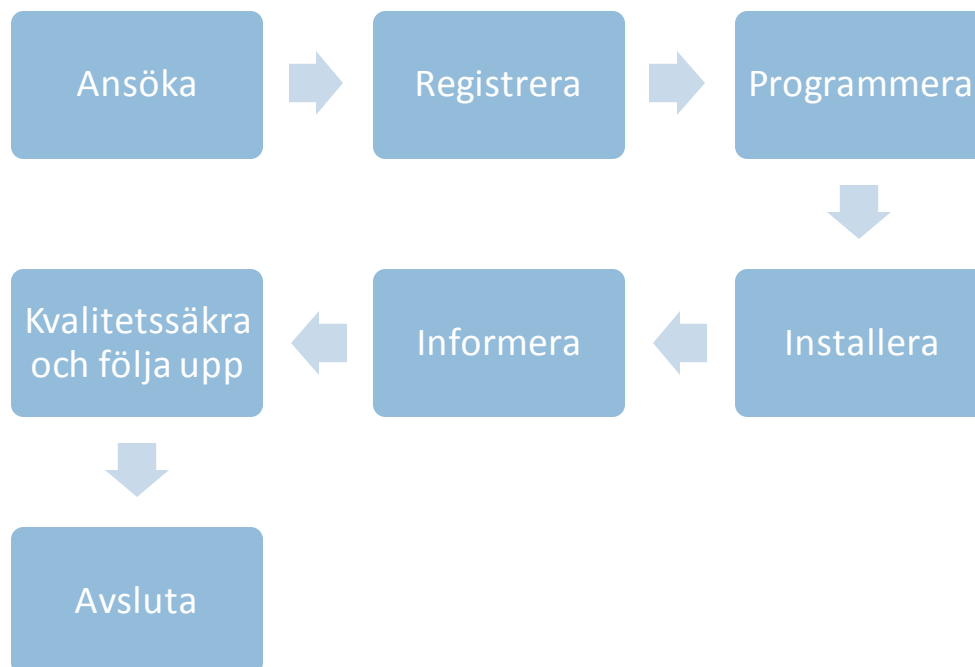 Ansöka
Registrera
Programmera
Installera
Informera
Kvalitetssäkra
och följa upp
Avsluta